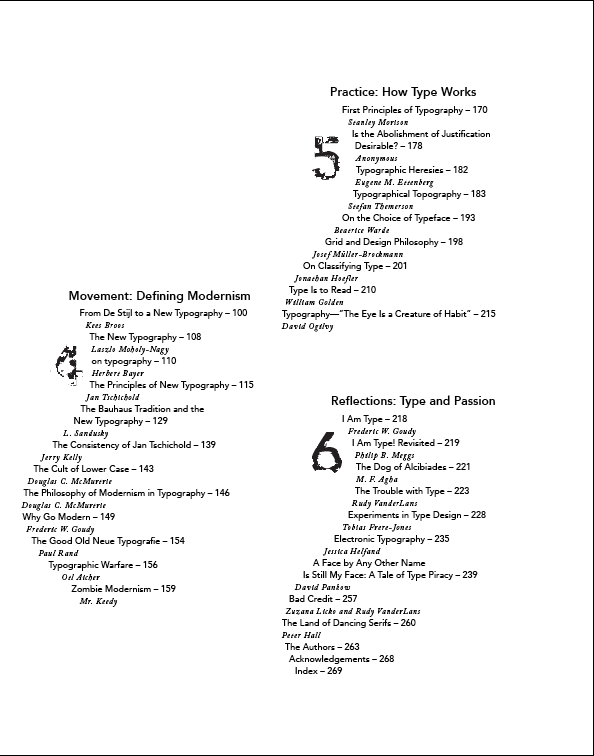 4
Movement: Defining Modernism
From De Stijl to a New Typography – 100
Kees Broos
The New Typography – 108
Laszlo Moholy-Nagy
on typography – 110
Herbert Bayer
The Principles of New Typography – 115
Jan Tschichold
The Bauhaus Tradition and the
New Typography – 129
L. Sandusky
The Consistency of Jan Tschichold – 139
Jerry Kelly
The Cult of Lower Case – 143
Douglas C. McMurtrie
The Philosophy of Modernism in Typography – 146
Douglas C. McMurtrie
Why Go Modern – 149
Frederic W. Goudy
The Good Old Neue Typografie – 154
Paul Rand
Typographic Warfare – 156
Otl Aicher
Zombie Modernism – 159
Mr. Keedy
5
Practice: How Type Works
First Principles of Typography – 170
Stanley Morison
Is the Abolishment of Justification
Desirable? – 178
Anonymous
Typographic Heresies – 182
Eugene M. Ettenberg
Typographical Topography – 183
Stefan Themerson
On the Choice of Typeface – 193
Beatrice Warde
Grid and Design Philosophy – 198
Josef Müller-Brockmann
On Classifying Type – 201
Jonathan Hoefler
Type Is to Read – 210
William Golden
Typography—“The Eye Is a Creature of Habit” – 215
David Ogilvy
6
Reflections: Type and Passion
I Am Type – 218
Frederic W. Goudy
I Am Type! Revisited – 219
Philip B. Meggs
The Dog of Alcibiades – 221
M. F. Agha
The Trouble with Type – 223
Rudy VanderLans
Experiments in Type Design – 228
Tobias Frere-Jones
Electronic Typography – 235
Jessica Helfand
A Face by Any Other Name
Is Still My Face: A Tale of Type Piracy – 239
David Pankow
Bad Credit – 257
Zuzana Licko and Rudy VanderLans
The Land of Dancing Serifs – 260
Peter Hall
The Authors – 263
Acknowledgements – 268
Index – 269